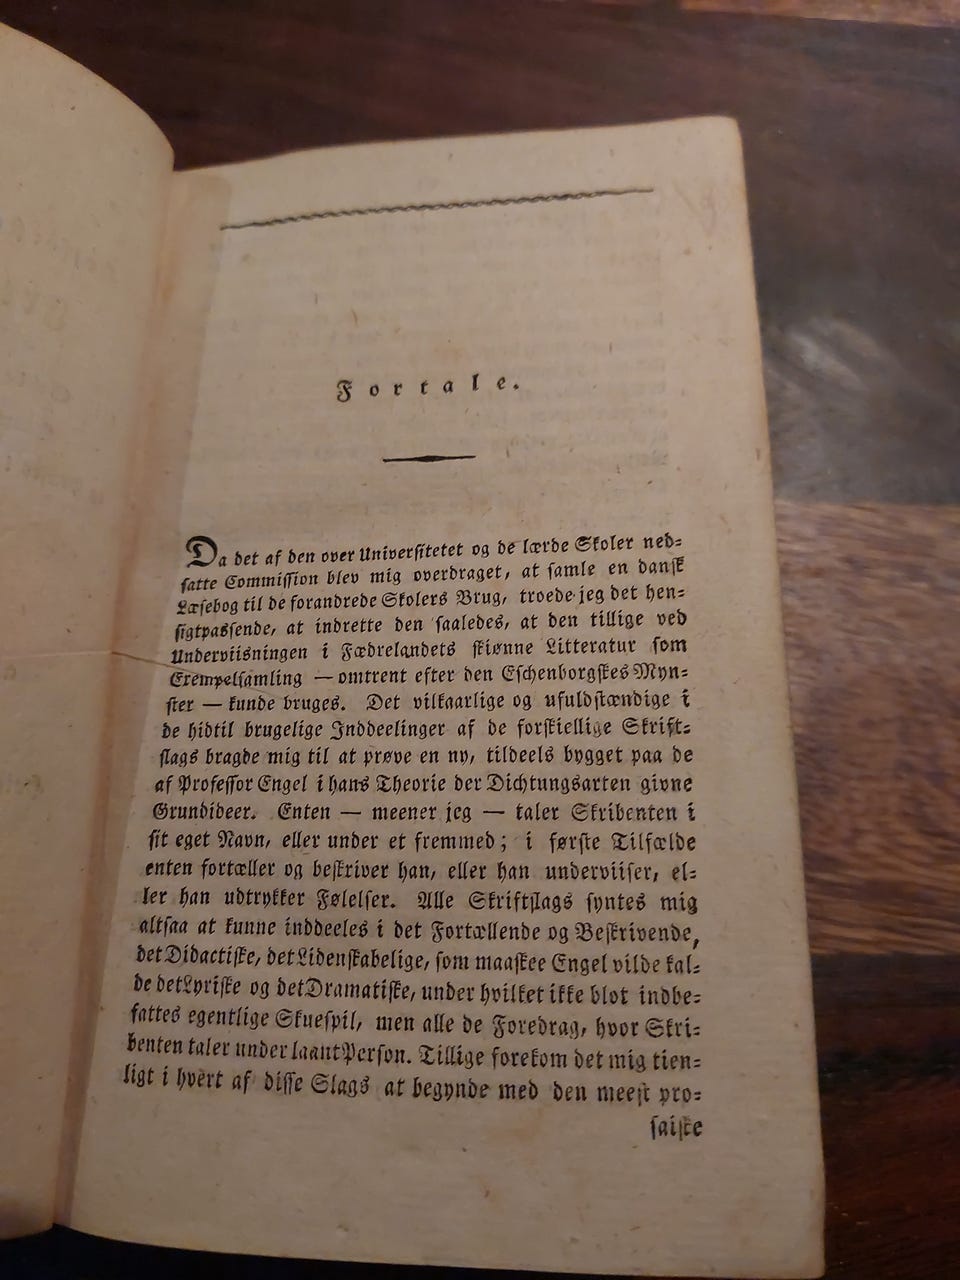 Fortale.
Da det af den over Universitetet og de lærde Skoler ned=
satte Commission blev mig overdraget, at samle en dansk
Læsebog til de forandrede Skolers Brug, troede jeg det hen=
sigtpassende, at indrette den saaledes, at den tillige ved
Underviisningen i Fædrelandets skiønne Litteratur som
Exempelsamling — omtrent efter den Eschenborgskes Myn=
ster — kunde bruges. Det vilkaarlige og ufuldstændige i
de hidtil brugelige Inddeelinger af de forskiellige Skrift=
slags bragde mig til at prøve en ny, tildeels bygget paa de
af Professor Engel i hans Theorie der Dichtungsarten givne
Grundideer. Enten — meener jeg — taler Skribenten i
sit eget Navn, eller under et fremmed; i første Tilfælde
enten fortæller og beskriver han, eller han underviiser, el=
ler han udtrykker Følelser. Alle Skriftslags syntes mig
altsaa at kunne inddeeles i det Fortællende og Beskrivende,
det Didactiske, det Lidenskabelige, som maaskee Engel vilde kal=
de det Lyriske og det Dramatiske, under hvilket ikke blot indbe=
fattes egentlige Skuespil, men alle de Foredrag, hvor Skri=
benten taler under laant Person. Tillige forekom det mig tien=
ligt i hvert af disse Slags at begynde med den meest pro=
saiske